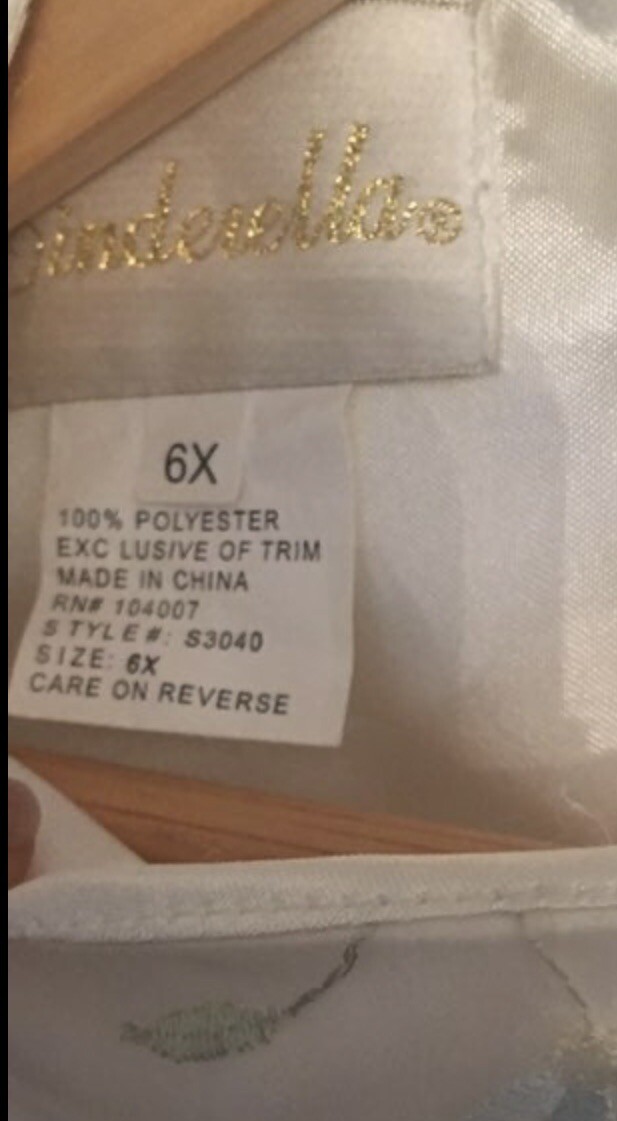 Cinderella®
6X
100% POLYESTER
EXC LUSIVE OF TRIM
MADE IN CHINA
RN# 104007
S TYLE #: S3040
SIZE: 6X
CARE ON REVERSE